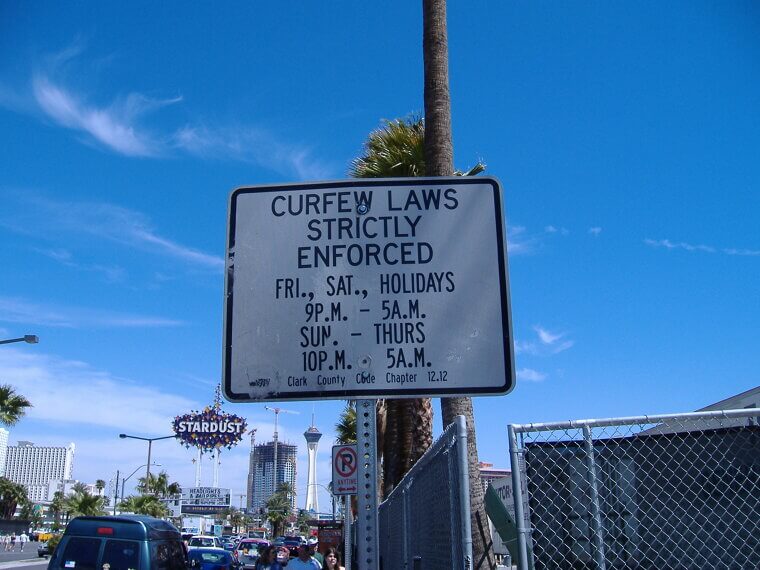 CURFEW LAWS
STRICTLY
ENFORCED
FRI., SAT., HOLIDAYS
9P.M. - 5A.M.
SUN. - THURS
10P.M. 5A.M.
Clark County Code Chapter 12.12
STARDUST
P
ANYTIME